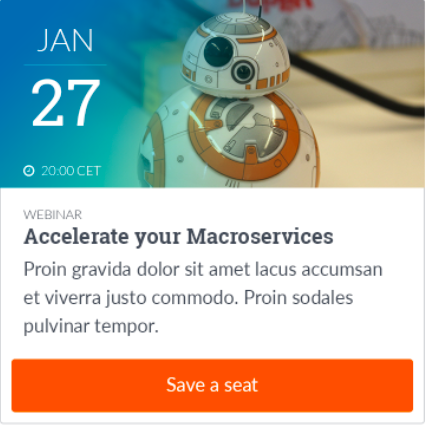 JAN
27
20:00 CET
WEBINAR
Accelerate your Macroservices
Proin gravida dolor sit amet lacus accumsan
et viverra justo commodo. Proin sodales
pulvinar tempor.
Save a seat